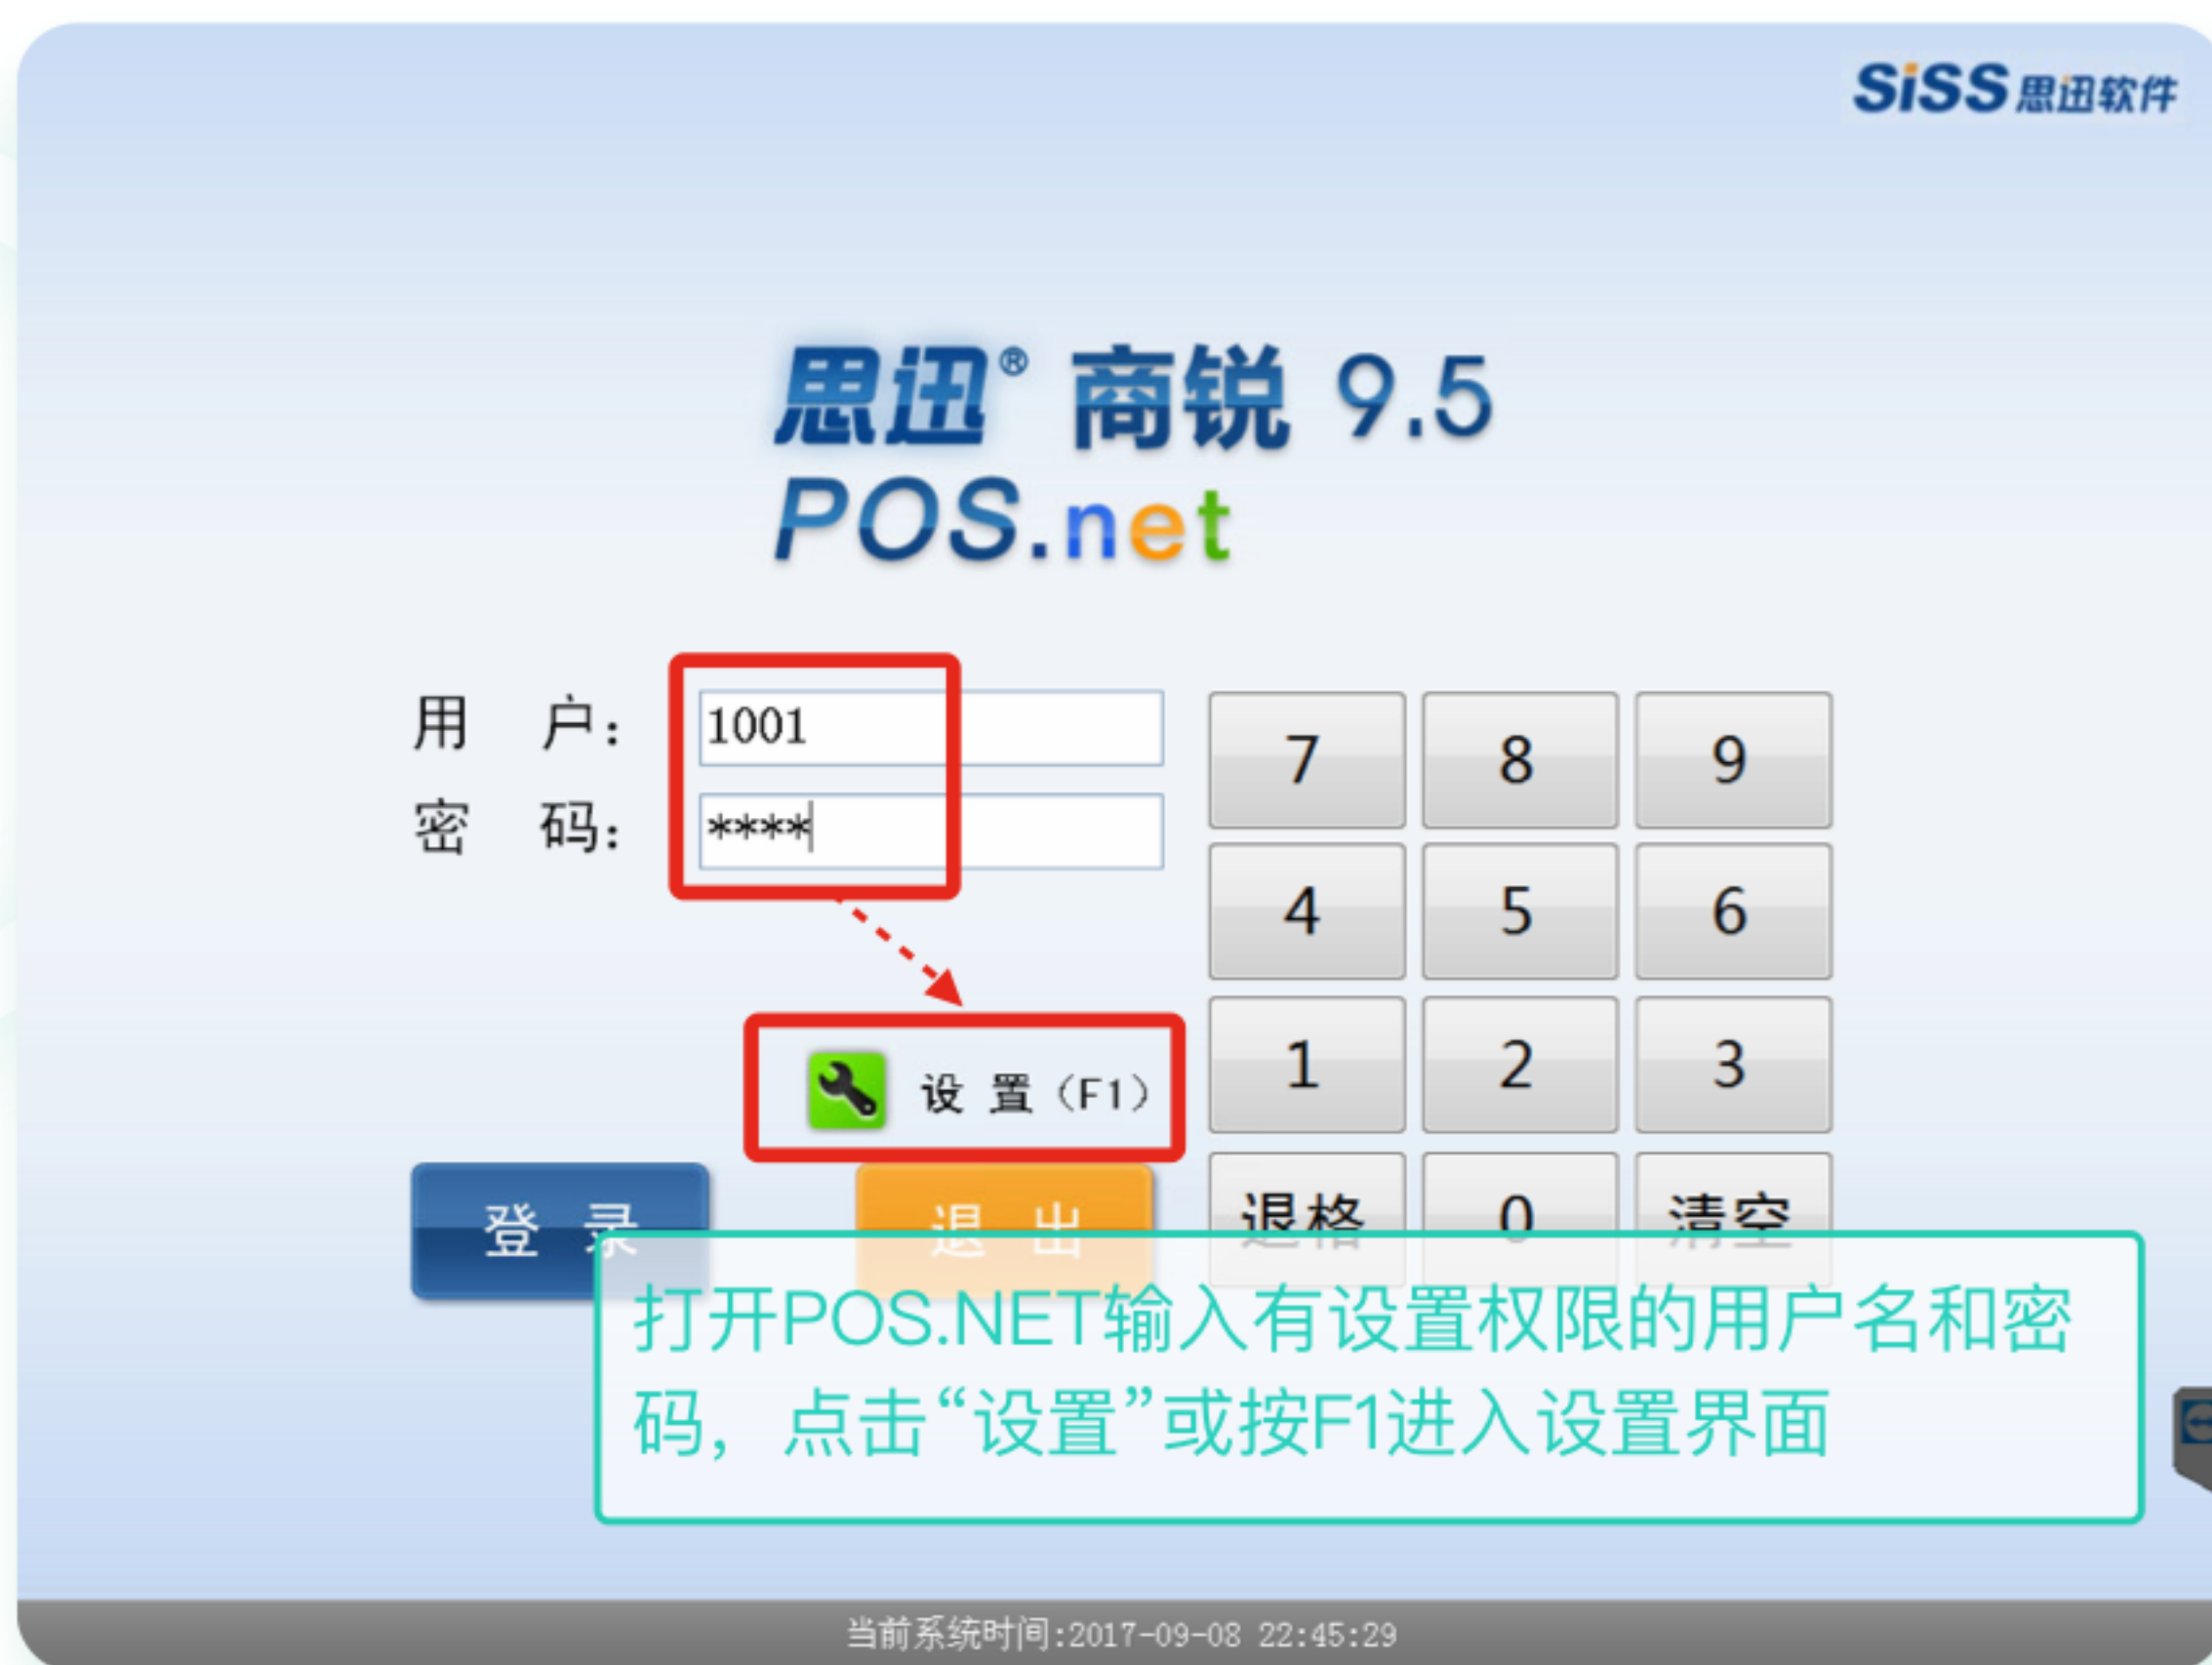 SiSS思迅软件
思迅® 商锐 9.5
POS.net
用 户：
1001
密 码：
****
设 置（F1）
登 录
退 出
7 8 9
4 5 6
1 2 3
退格 0 清空
打开POS.NET输入有设置权限的用户名和密
码，点击“设置”或按F1进入设置界面
当前系统时间:2017-09-08 22:45:29